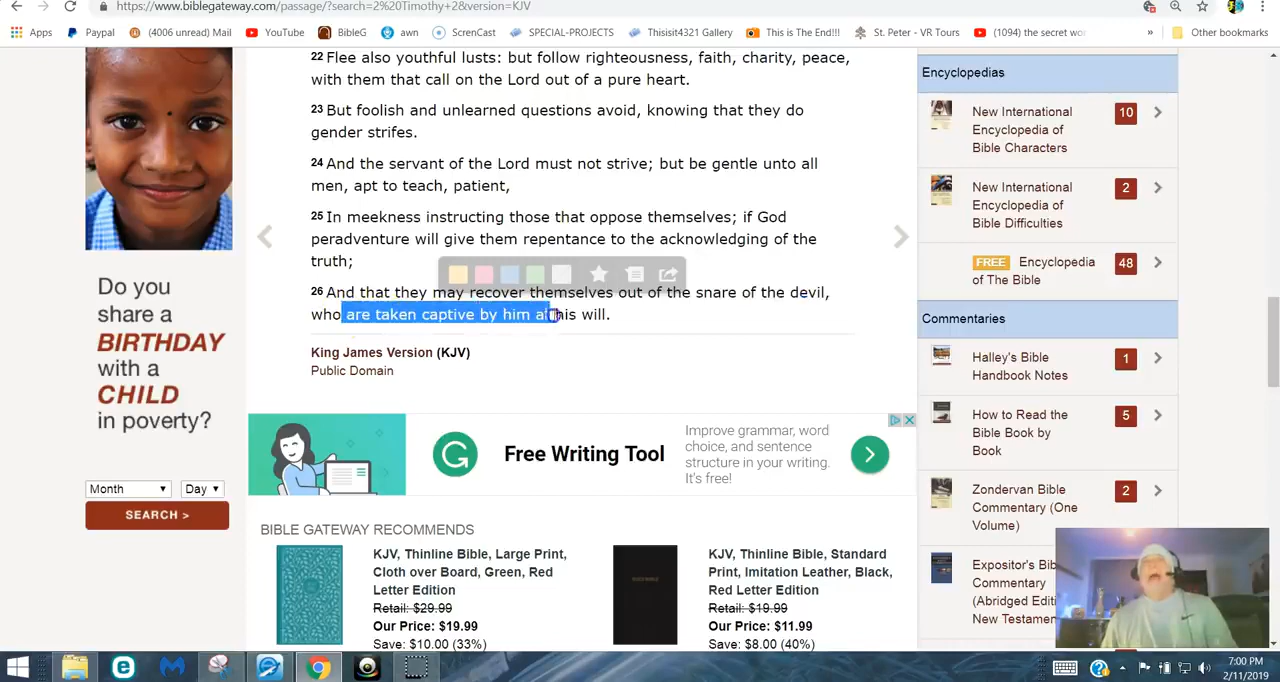 https://www.biblegateway.com/passage/?search=2%20Timothy+2&version=KJV
Apps
Paypal
(4006 unread) Mail
YouTube
BibleG
awn
ScrenCast
SPECIAL-PROJECTS
Thisisit4321 Gallery
This is The End!!!
St. Peter - VR Tours
(1094) the secret wo
»
Other bookmarks
22 Flee also youthful lusts: but follow righteousness, faith, charity, peace,
with them that call on the Lord out of a pure heart.
23 But foolish and unlearned questions avoid, knowing that they do
gender strifes.
24 And the servant of the Lord must not strive; but be gentle unto all
men, apt to teach, patient,
25 In meekness instructing those that oppose themselves; if God
peradventure will give them repentance to the acknowledging of the
truth;
26 And that they may recover themselves out of the snare of the devil,
who are taken captive by him at his will.
King James Version (KJV)
Public Domain
Do you
share a
BIRTHDAY
with a
CHILD
in poverty?
Month
Day
SEARCH >
Free Writing Tool
Improve grammar, word
choice, and sentence
structure in your writing.
It's free!
BIBLE GATEWAY RECOMMENDS
KJV, Thinline Bible, Large Print,
Cloth over Board, Green, Red
Letter Edition
Retail: $29.99
Our Price: $19.99
Save: $10.00 (33%)
KJV, Thinline Bible, Standard
Print, Imitation Leather, Black,
Red Letter Edition
Retail: $19.99
Our Price: $11.99
Save: $8.00 (40%)
Encyclopedias
New International
Encyclopedia of
Bible Characters
10
New International
Encyclopedia of
Bible Difficulties
2
FREE Encyclopedia
of The Bible
48
Commentaries
Halley's Bible
Handbook Notes
1
How to Read the
Bible Book by
Book
5
Zondervan Bible
Commentary (One
Volume)
2
Expositor's Bib
Commentary
(Abridged Edit
New Testamen
7:00 PM
2/11/2019